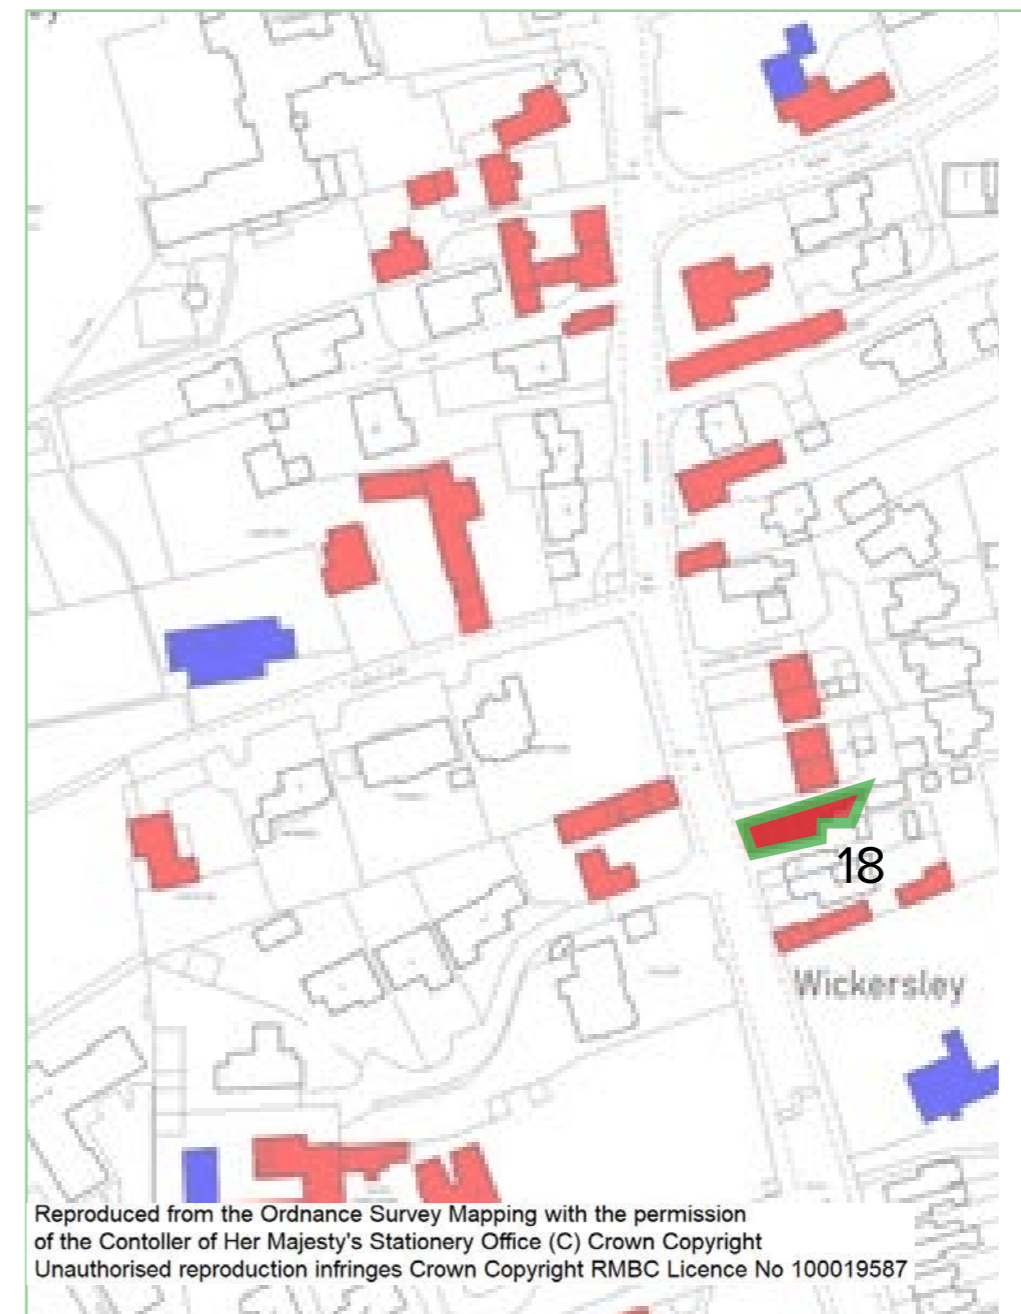 18
Wickersley
Reproduced from the Ordnance Survey Mapping with the permission
of the Contoller of Her Majesty's Stationery Office (C) Crown Copyright
Unauthorised reproduction infringes Crown Copyright RMBC Licence No 100019587